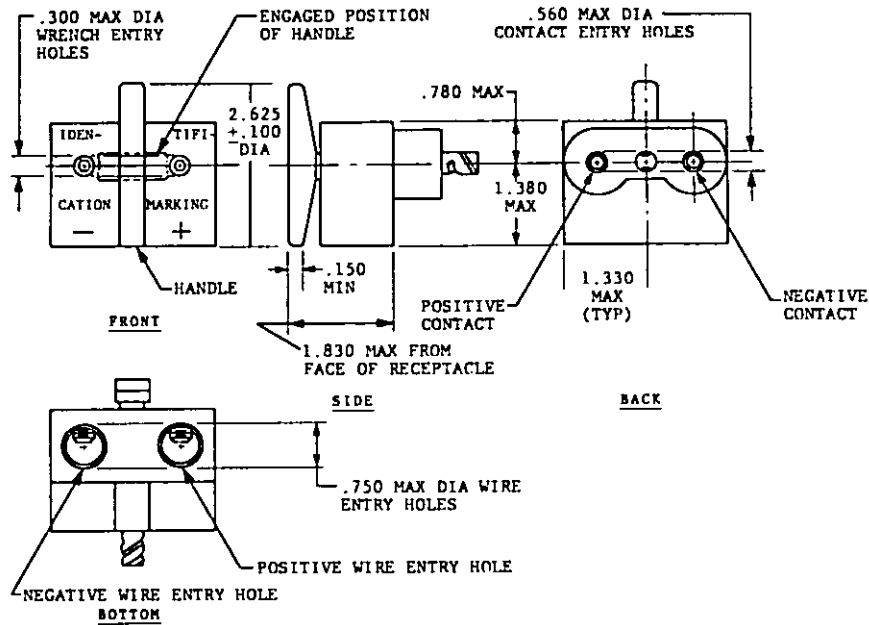 .300 MAX DIA
WRENCH ENTRY
HOLES
ENGAGED POSITION
OF HANDLE
.560 MAX DIA
CONTACT ENTRY HOLES
2.625
±.100
DIA
.780 MAX
IDEN-
TIFI-
CATION
MARKING
− +
1.380
MAX
HANDLE
FRONT
.150
MIN
1.830 MAX FROM
FACE OF RECEPTACLE
SIDE
1.330
MAX
(TYP)
POSITIVE
CONTACT
NEGATIVE
CONTACT
BACK
.750 MAX DIA WIRE
ENTRY HOLES
POSITIVE WIRE ENTRY HOLE
NEGATIVE WIRE ENTRY HOLE
BOTTOM